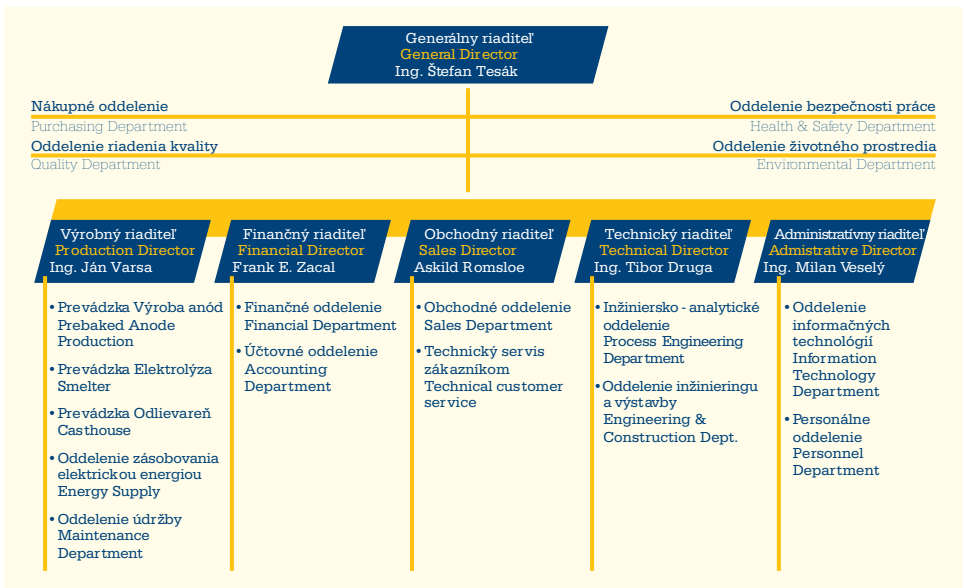 Generálny riaditeľ
General Director
Ing. Štefan Tesák
Nákupné oddelenie
Purchasing Department
Oddelenie riadenia kvality
Quality Department
Oddelenie bezpečnosti práce
Health & Safety Department
Oddelenie životného prostredia
Environmental Department
Výrobný riaditeľ
Production Director
Ing. Ján Varsa
• Prevádzka Výroba anód
Prebaked Anode
Production
• Prevádzka Elektrolýza
Smelter
• Prevádzka Odlievareň
Casthouse
• Oddelenie zásobovania
elektrickou energiou
Energy Supply
• Oddelenie údržby
Maintenance
Department
Finančný riaditeľ
Financial Director
Frank E. Zacal
• Finančné oddelenie
Financial Department
• Účtovné oddelenie
Accounting
Department
Obchodný riaditeľ
Sales Director
Askild Romsloe
• Obchodné oddelenie
Sales Department
• Technický servis
zákazníkom
Technical customer
service
Technický riaditeľ
Technical Director
Ing. Tibor Druga
• Inžiniersko - analytické
oddelenie
Process Engineering
Department
• Oddelenie inžinieringu
a výstavby
Engineering &
Construction Dept.
Administratívny riaditeľ
Admistrative Director
Ing. Milan Veselý
• Oddelenie
informačných
technológií
Information
Technology
Department
• Personálne
oddelenie
Personnel
Department